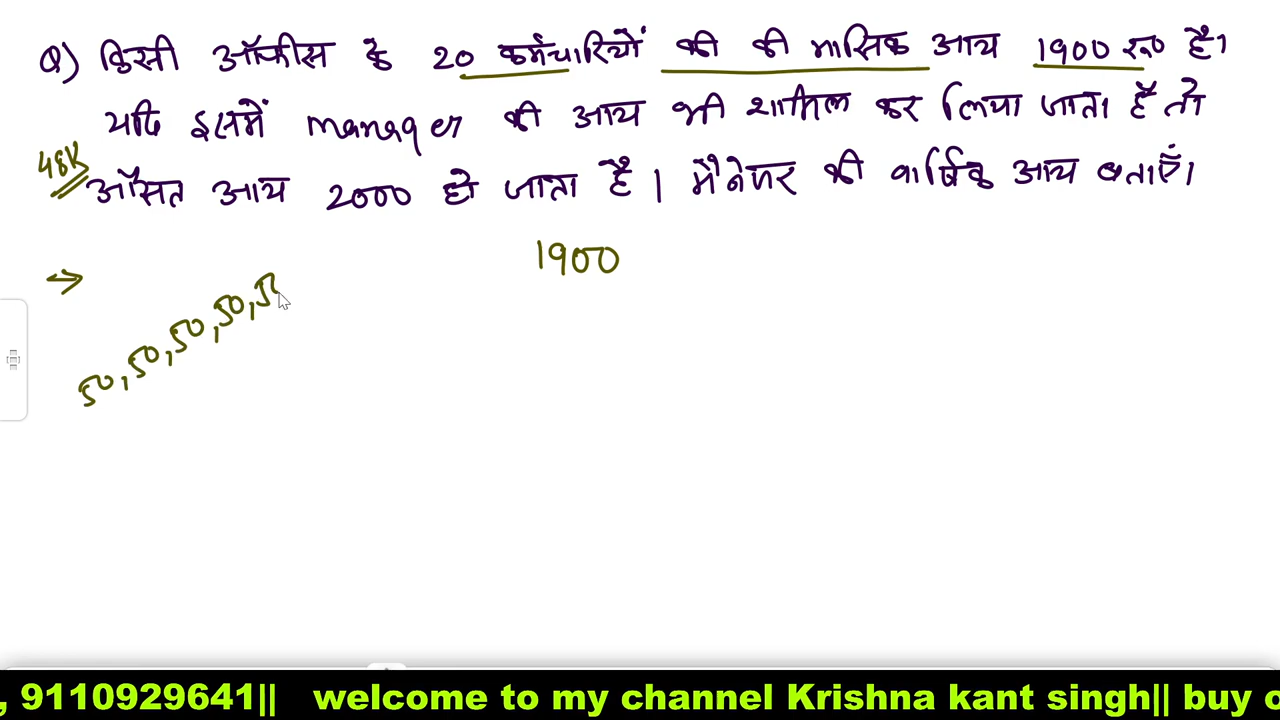 Q) किसी ऑफीस के 20 कर्मचारियों की की मासिक आय 1900 रु० है।
यदि इसमें manager की आय भी शामिल कर लिया जाता है तो
48K
औसत आय 2000 हो जाता है। मैनेजर की वार्षिक आय बताएँ।
1900
→
50, 50, 50, 50, 50
, 9110929641|| welcome to my channel Krishna kant singh|| buy c